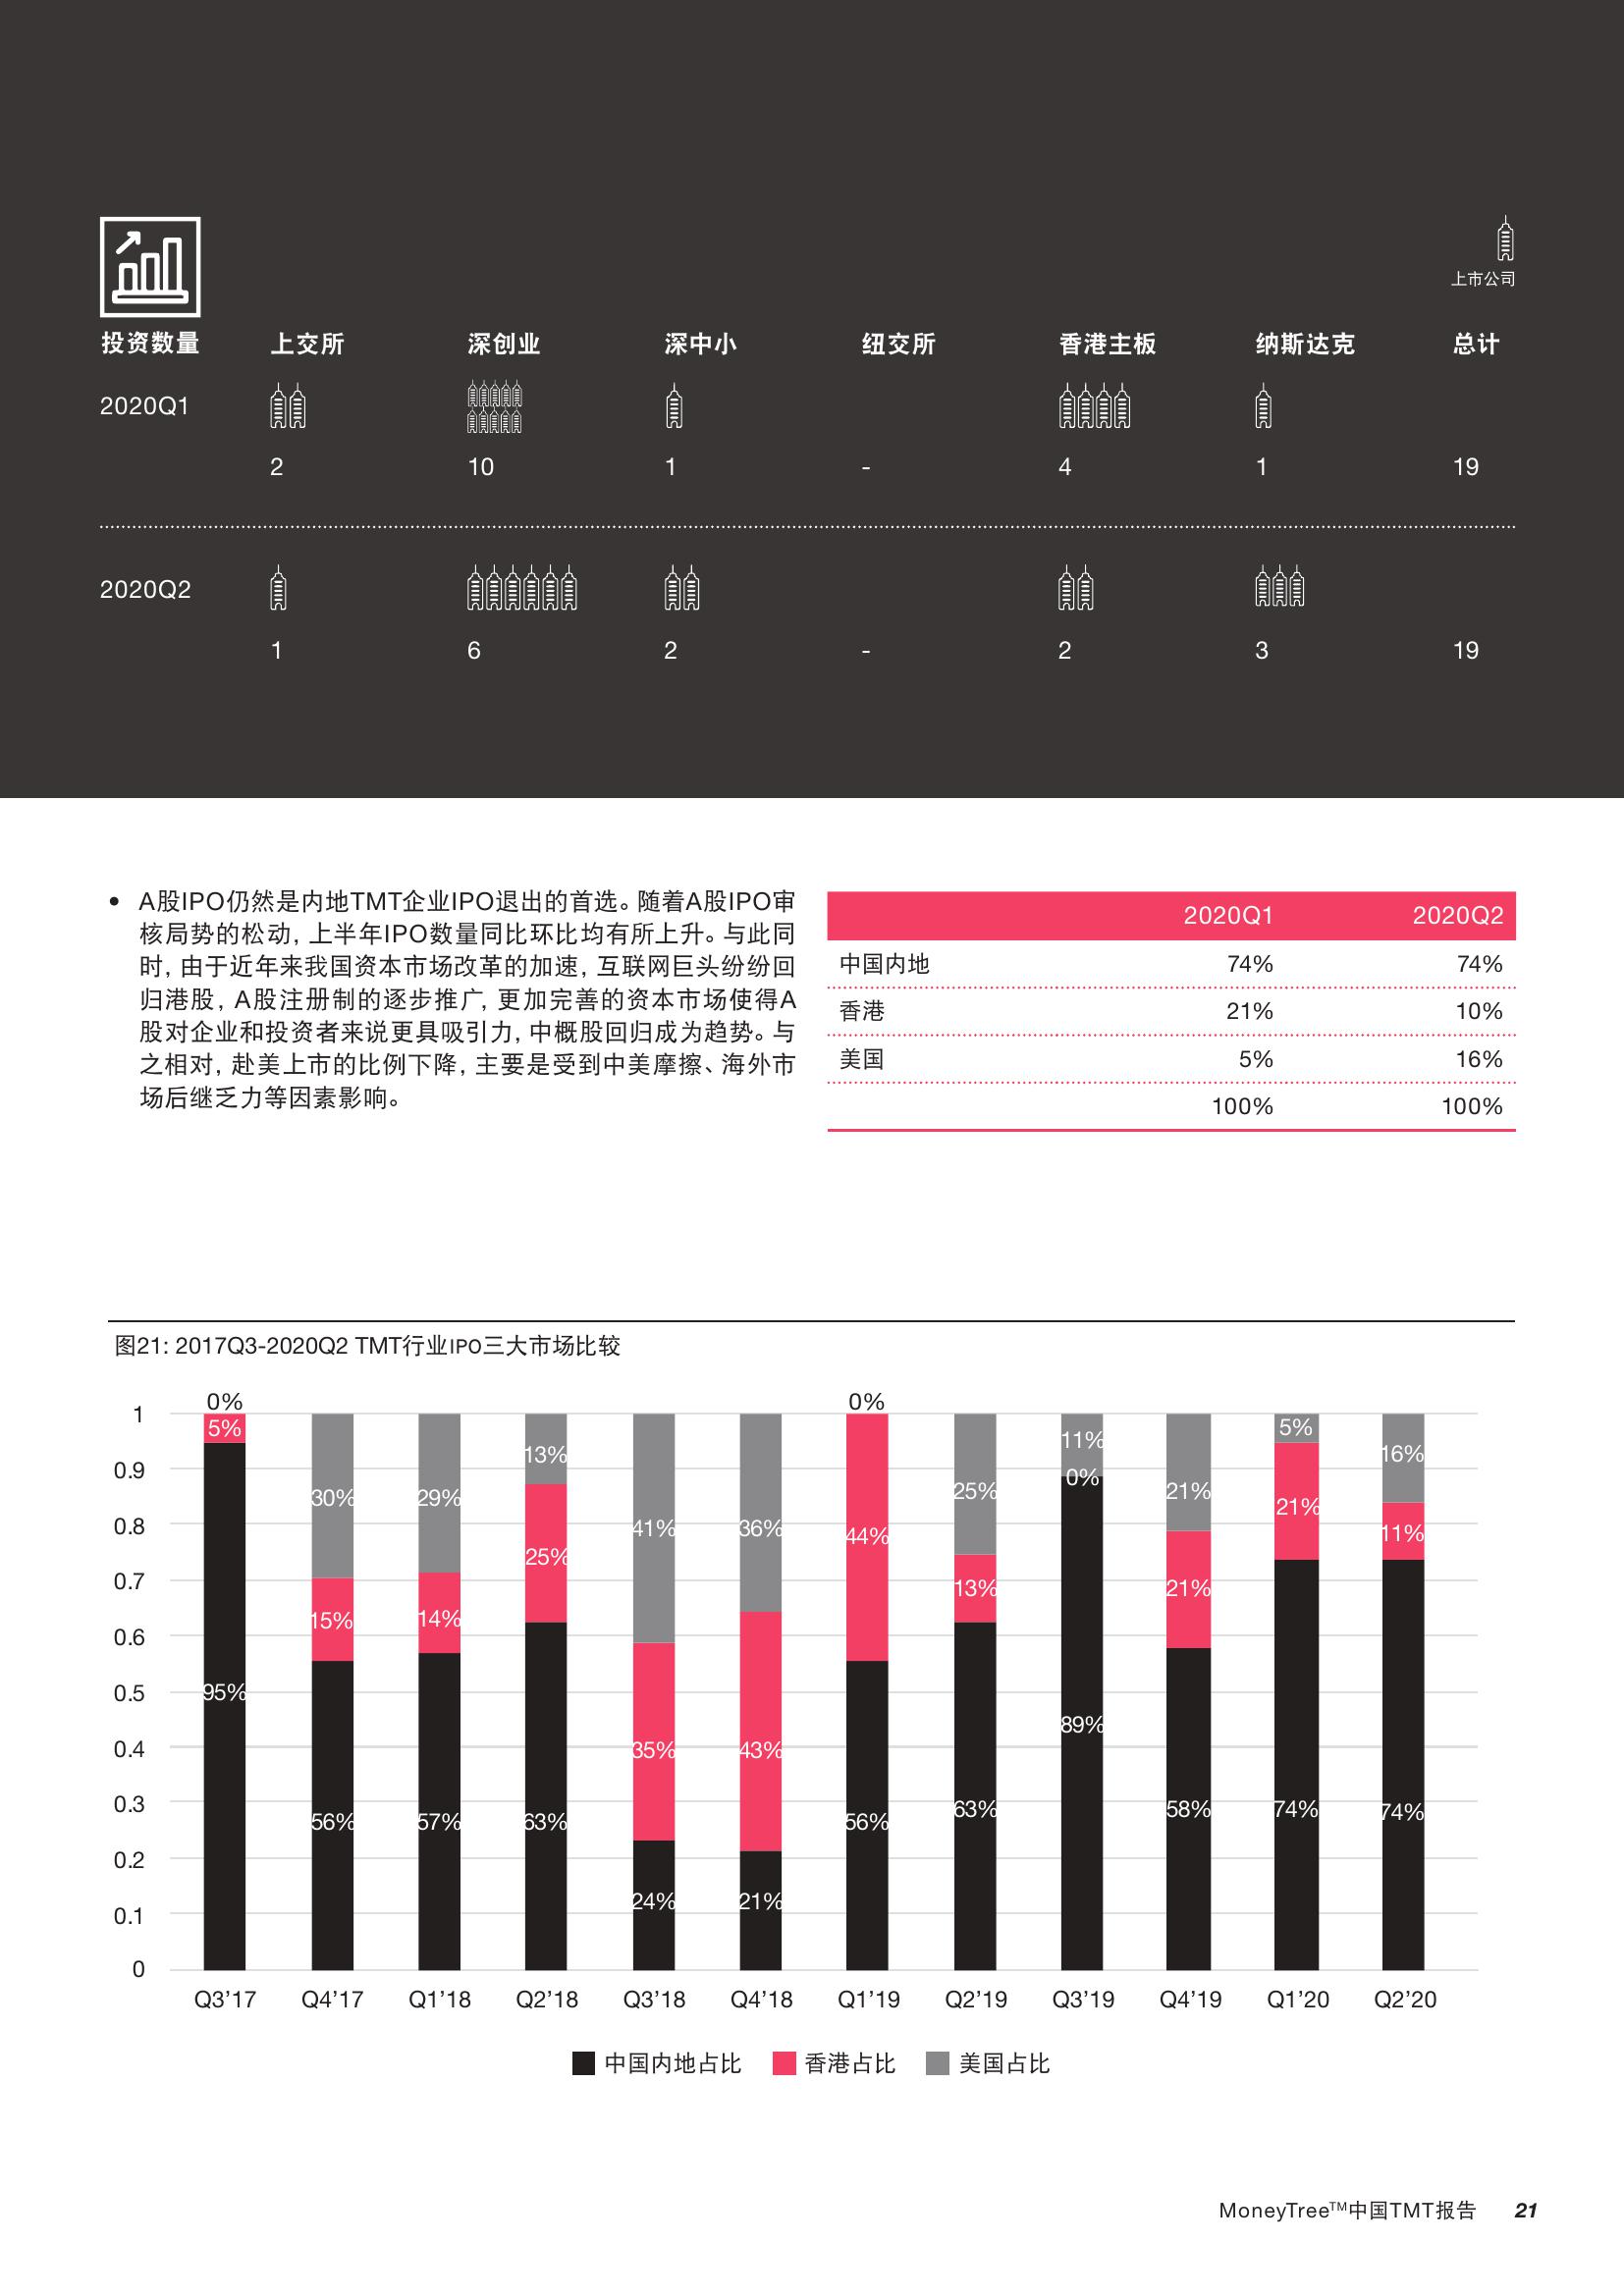 上市公司
投资数量 上交所 深创业 深中小 纽交所 香港主板 纳斯达克 总计
2020Q1
2 10 1 - 4 1 19
2020Q2
1 6 2 - 2 3 19
• A股IPO仍然是内地TMT企业IPO退出的首选。随着A股IPO审
核局势的松动, 上半年IPO数量同比环比均有所上升。与此同
时, 由于近年来我国资本市场改革的加速, 互联网巨头纷纷回
归港股, A股注册制的逐步推广, 更加完善的资本市场使得A
股对企业和投资者来说更具吸引力, 中概股回归成为趋势。与
之相对, 赴美上市的比例下降, 主要是受到中美摩擦、海外市
场后继乏力等因素影响。
2020Q1 2020Q2
中国内地 74% 74%
香港 21% 10%
美国 5% 16%
100% 100%
图21: 2017Q3-2020Q2 TMT行业IPO三大市场比较
0% 0%
1
0.9
0.8
0.7
0.6
0.5
0.4
0.3
0.2
0.1
0
5% 95%
30% 15% 56%
29% 14% 57%
13% 25% 63%
41% 35% 24%
36% 43% 21%
44% 56%
25% 13% 63%
11% 0% 89%
21% 21% 58%
5% 21% 74%
16% 11% 74%
Q3’17 Q4’17 Q1’18 Q2’18 Q3’18 Q4’18 Q1’19 Q2’19 Q3’19 Q4’19 Q1’20 Q2’20
中国内地占比 香港占比 美国占比
MoneyTree™中国TMT报告 21